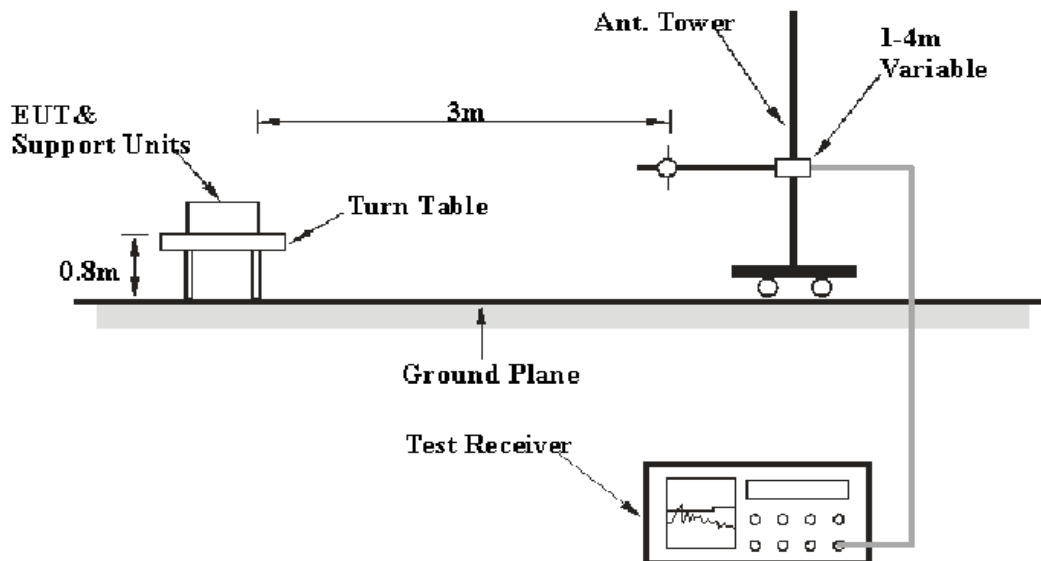 Ant. Tower
1-4m
Variable
3m
EUT&
Support Units
Turn Table
0.8m
Ground Plane
Test Receiver